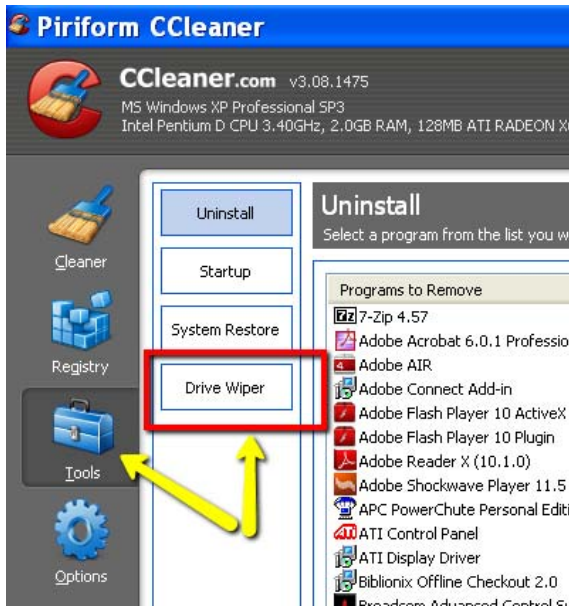 Piriform CCleaner
CCleaner.com v3.08.1475
MS Windows XP Professional SP3
Intel Pentium D CPU 3.40GHz, 2.0GB RAM, 128MB ATI RADEON
Cleaner
Registry
Tools
Options
Uninstall
Startup
System Restore
Drive Wiper
Uninstall
Select a program from the list you
Programs to Remove
7-Zip 4.57
Adobe Acrobat 6.0.1
Adobe AIR
Adobe Connect Add-in
Adobe Flash Player 10 ActiveX
Adobe Flash Player 10 Plugin
Adobe Reader X (10.1.0)
Adobe Shockwave Player 11.5
APC PowerChute Personal
ATI Control Panel
ATI Display Driver
Biblionix Offline Checkout 2.0